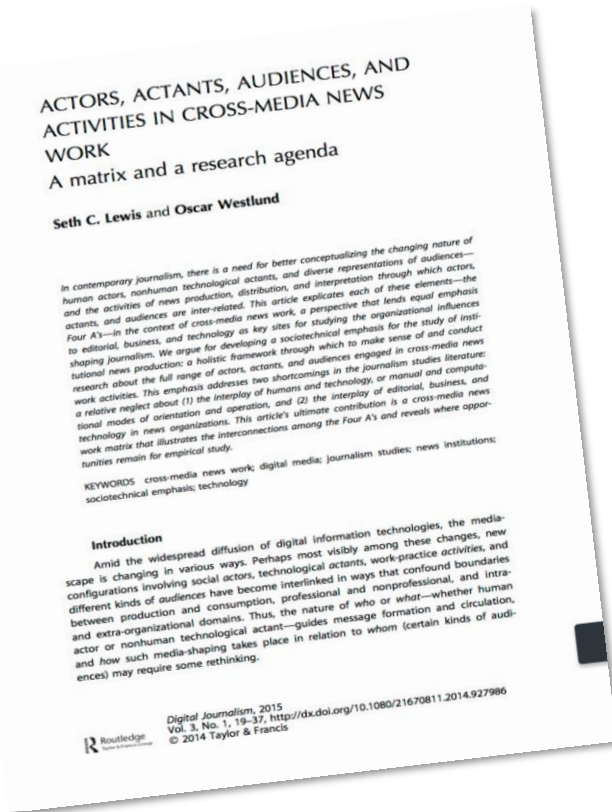 ACTORS, ACTANTS, AUDIENCES, AND
ACTIVITIES IN CROSS-MEDIA NEWS
WORK
A matrix and a research agenda
Seth C. Lewis and Oscar Westlund
In contemporary journalism, there is a need for better conceptualizing the changing nature of
human actors, nonhuman technological actants, and diverse representations of audiences—
and the activities of news production, distribution, and interpretation through which actors,
actants, and audiences are inter-related. This article explicates each of these elements—the
Four A's—in the context of cross-media news work, a perspective that lends equal emphasis
to editorial, business, and technology as key sites for studying the organizational influences
shaping journalism. We argue for developing a sociotechnical emphasis for the study of insti-
tutional news production: a holistic framework through which to make sense of and conduct
research about the full range of actors, actants, and audiences engaged in cross-media news
work activities. This emphasis addresses two shortcomings in the journalism studies literature:
a relative neglect about (1) the interplay of humans and technology, or manual and computa-
tional modes of orientation and operation, and (2) the interplay of editorial, business, and
technology in news organizations. This article's ultimate contribution is a cross-media news
work matrix that illustrates the interconnections among the Four A's and reveals where oppor-
tunities remain for empirical study.
KEYWORDS cross-media news work; digital media; journalism studies; news institutions;
sociotechnical emphasis; technology
Introduction
Amid the widespread diffusion of digital information technologies, the media-
scape is changing in various ways. Perhaps most visibly among these changes, new
configurations involving social actors, technological actants, work-practice activities, and
different kinds of audiences have become interlinked in ways that confound boundaries
between production and consumption, professional and nonprofessional, and intra-
and extra-organizational domains. Thus, the nature of who or what—whether human
actor or nonhuman technological actant—guides message formation and circulation,
and how such media-shaping takes place in relation to whom (certain kinds of audi-
ences) may require some rethinking.
Routledge
Taylor & Francis Group
Digital Journalism, 2015
Vol. 3, No. 1, 19–37, http://dx.doi.org/10.1080/21670811.2014.927986
© 2014 Taylor & Francis